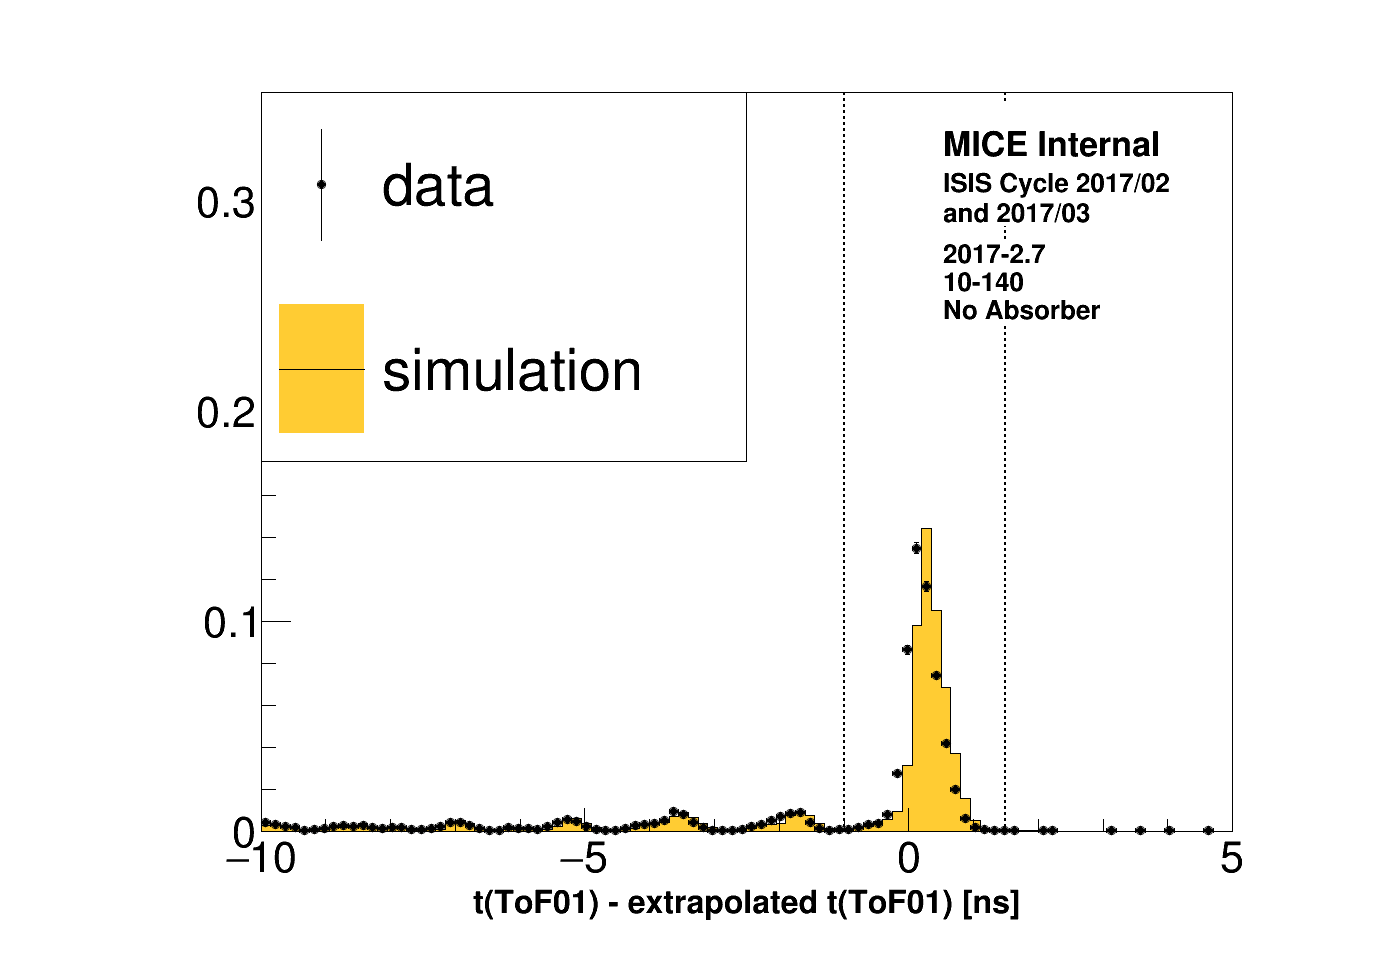 MICE Internal
ISIS Cycle 2017/02
and 2017/03
2017-2.7
10-140
No Absorber
data
simulation
0.3
0.2
0.1
0
−10
−5
0
5
t(ToF01) - extrapolated t(ToF01) [ns]